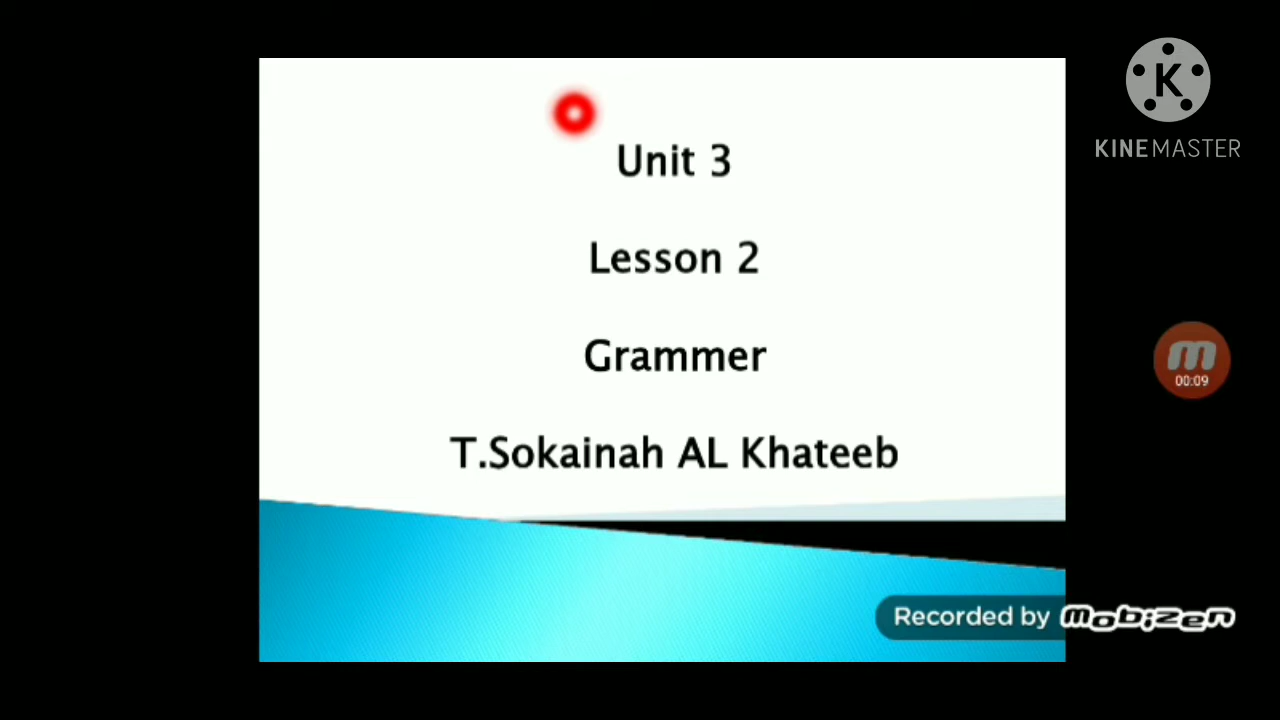 Unit 3
K
KINEMASTER
Lesson 2
Grammer
m
00:09
T.Sokainah AL Khateeb
Recorded by mobizen